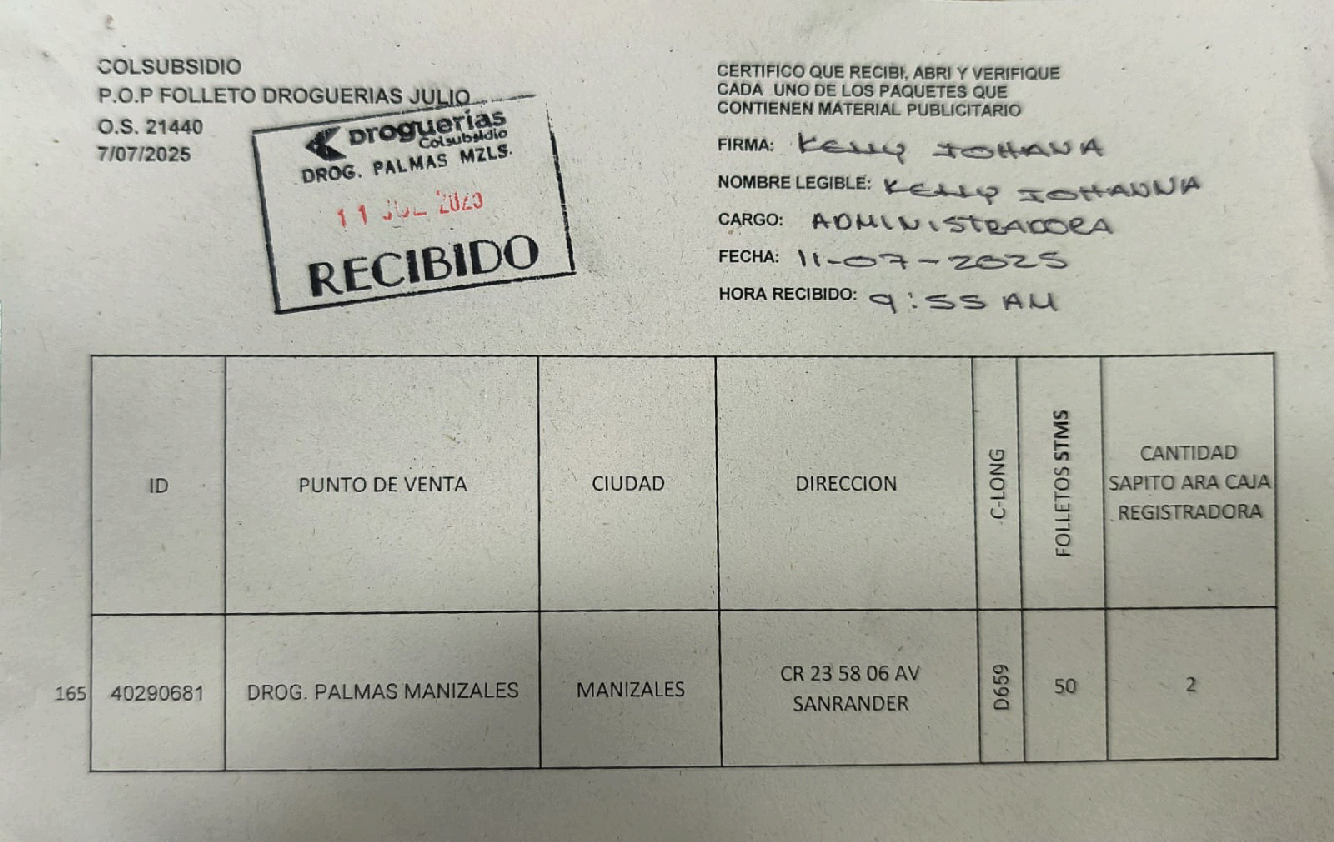 COLSUBSIDIO
P.O.P FOLLETO DROGUERIAS JULIO
O.S. 21440
7/07/2025
Droguerías
Colsubsidio
DROG. PALMAS MZLS.
11 JUL 2025
RECIBIDO
CERTIFICO QUE RECIBI, ABRI Y VERIFIQUE
CADA UNO DE LOS PAQUETES QUE
CONTIENEN MATERIAL PUBLICITARIO
FIRMA: KELLY JOHANA
NOMBRE LEGIBLE: KELLY JOHANNA
CARGO: ADMINISTRADORA
FECHA: 11-07-2025
HORA RECIBIDO: 9:55 AM
ID
PUNTO DE VENTA
CIUDAD
DIRECCION
C-LONG
FOLLETOS STMS
CANTIDAD
SAPITO ARA CAJA
REGISTRADORA
165
40290681
DROG. PALMAS MANIZALES
MANIZALES
CR 23 58 06 AV
SANRANDER
D659
50
2